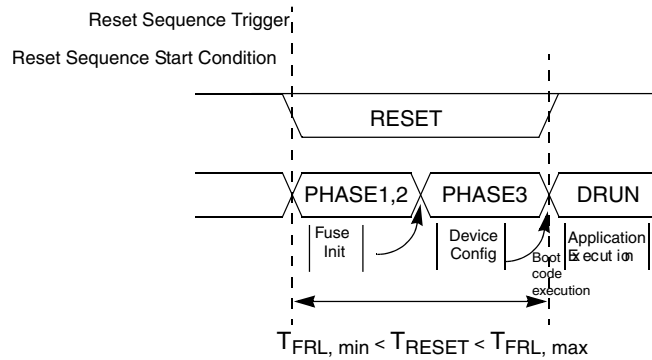 Reset Sequence Trigger
Reset Sequence Start Condition
RESET
PHASE1,2
PHASE3
DRUN
Fuse
Init
Device
Config
Boot
code
execution
Application
Execution
TFRL, min < TRESET < TFRL, max